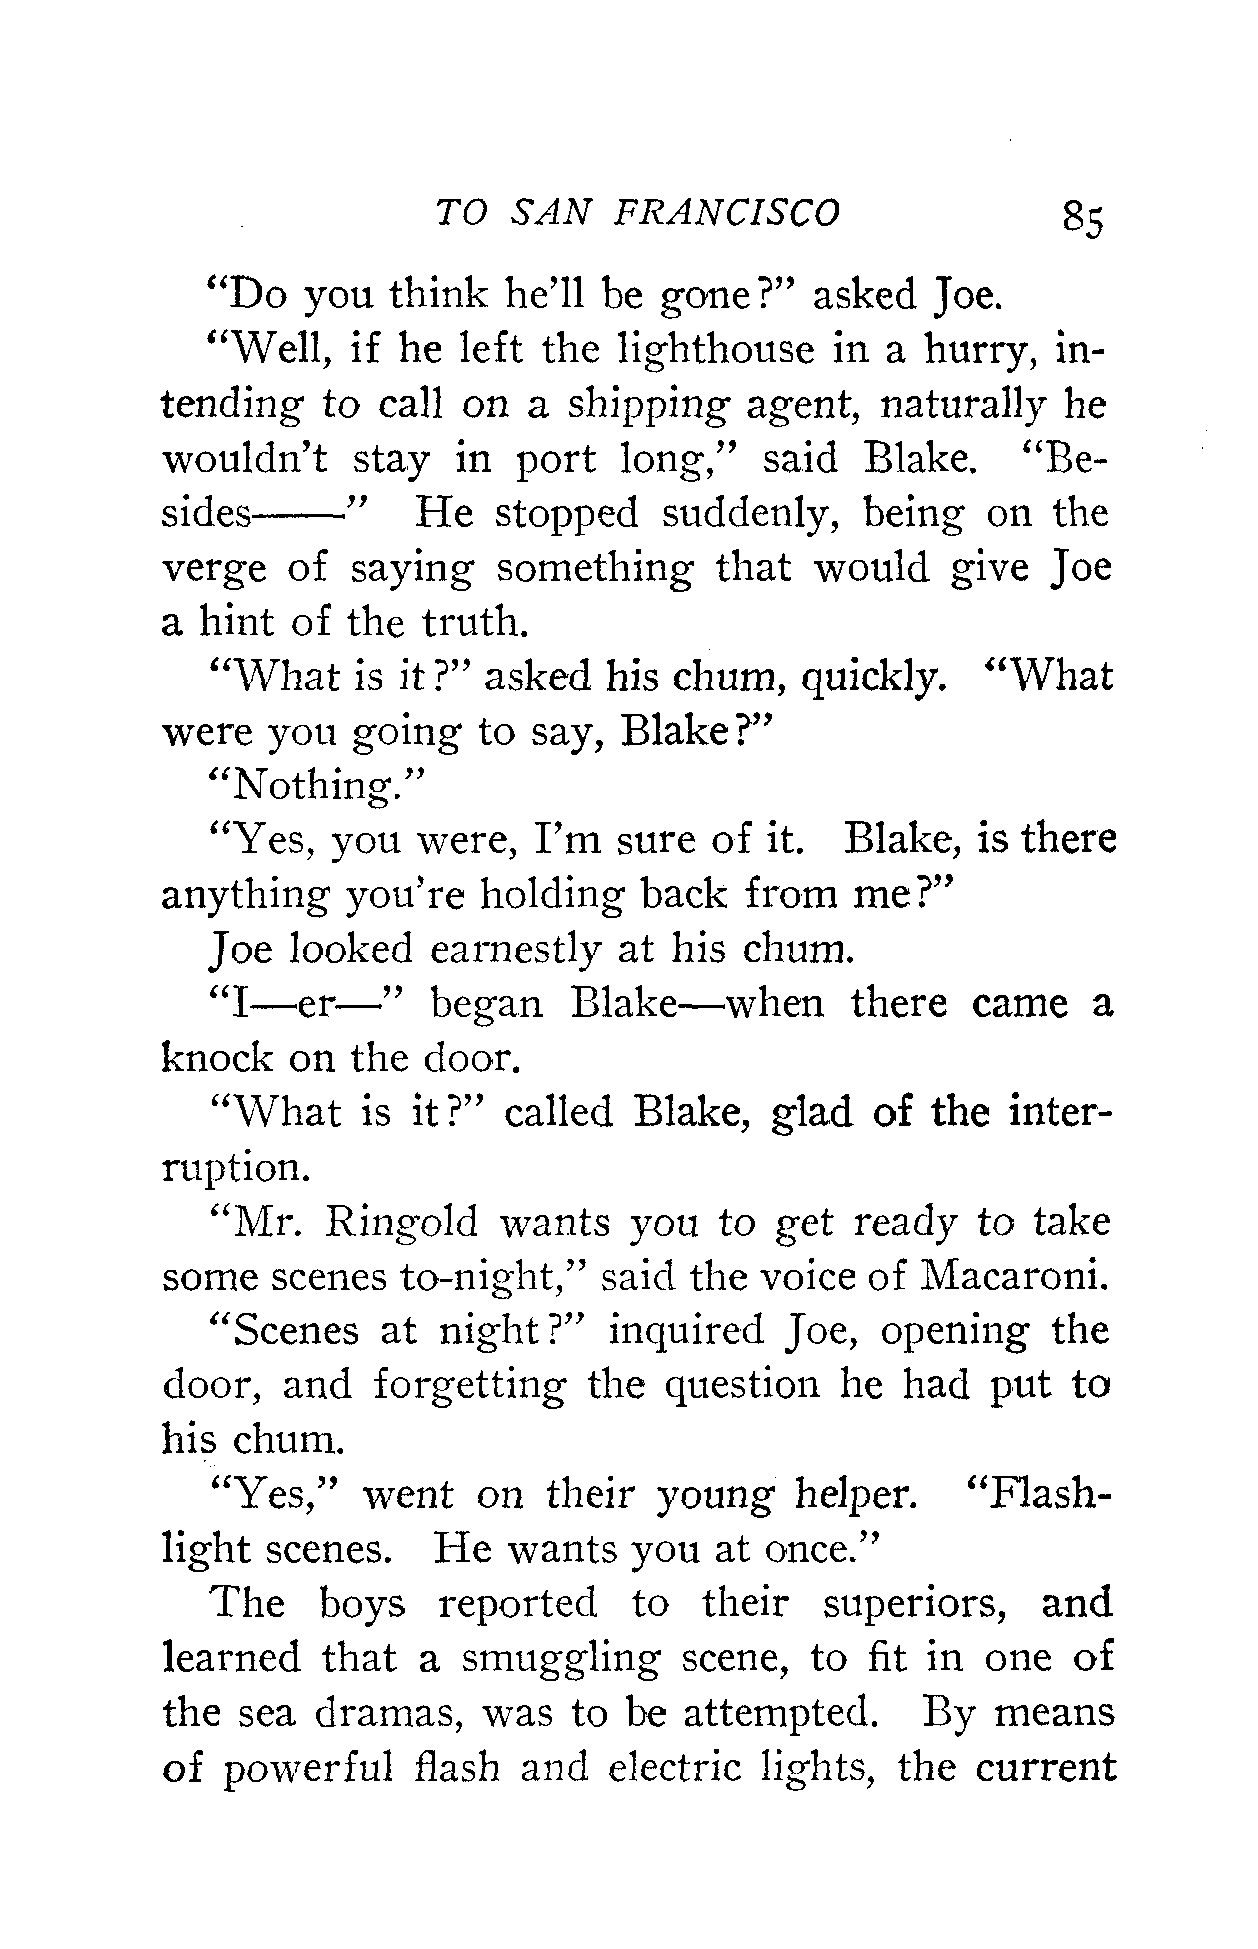 TO SAN FRANCISCO 85
“Do you think he’ll be gone?” asked Joe.
“Well, if he left the lighthouse in a hurry, in-
tending to call on a shipping agent, naturally he
wouldn’t stay in port long,” said Blake. “Be-
sides——” He stopped suddenly, being on the
verge of saying something that would give Joe
a hint of the truth.
“What is it?” asked his chum, quickly. “What
were you going to say, Blake?”
“Nothing.”
“Yes, you were, I’m sure of it. Blake, is there
anything you’re holding back from me?”
Joe looked earnestly at his chum.
“I—er—” began Blake—when there came a
knock on the door.
“What is it?” called Blake, glad of the inter-
ruption.
“Mr. Ringold wants you to get ready to take
some scenes to-night,” said the voice of Macaroni.
“Scenes at night?” inquired Joe, opening the
door, and forgetting the question he had put to
his chum.
“Yes,” went on their young helper. “Flash-
light scenes. He wants you at once.”
The boys reported to their superiors, and
learned that a smuggling scene, to fit in one of
the sea dramas, was to be attempted. By means
of powerful flash and electric lights, the current